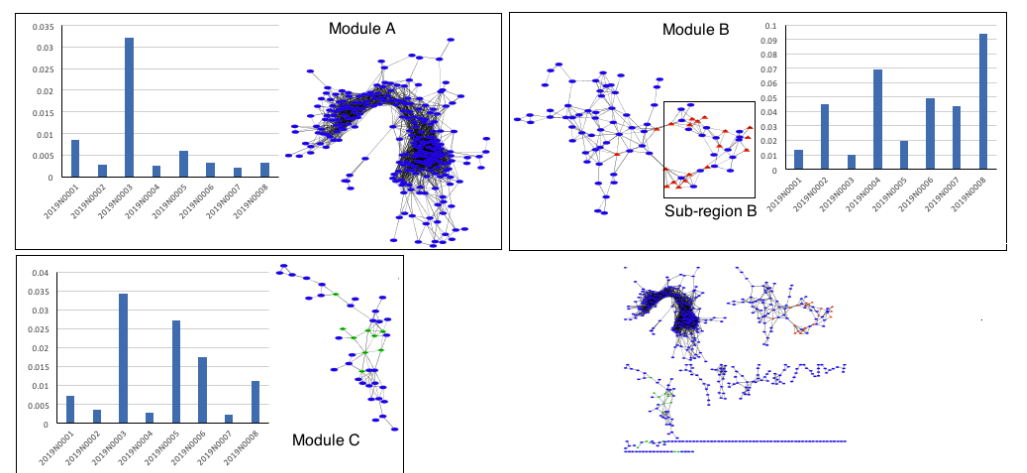 Module A
0.035
0.03
0.025
0.02
0.015
0.01
0.005
0
2019N0001
2019N0002
2019N0003
2019N0004
2019N0005
2019N0006
2019N0007
2019N0008
Module B
Sub-region B
0.1
0.09
0.08
0.07
0.06
0.05
0.04
0.03
0.02
0.01
0
2019N0001
2019N0002
2019N0003
2019N0004
2019N0005
2019N0006
2019N0007
2019N0008
0.04
0.035
0.03
0.025
0.02
0.015
0.01
0.005
0
2019N0001
2019N0002
2019N0003
2019N0004
2019N0005
2019N0006
2019N0007
2019N0008
Module C